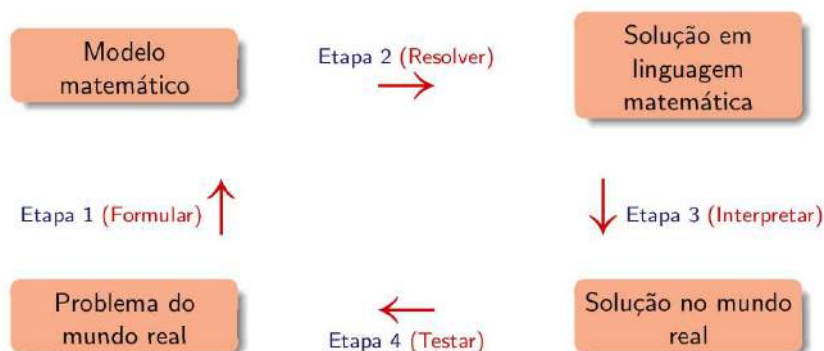 Modelo
matemático
Etapa 2 (Resolver)
Solução em
linguagem
matemática
Etapa 1 (Formular)
Etapa 3 (Interpretar)
Problema do
mundo real
Etapa 4 (Testar)
Solução no mundo
real